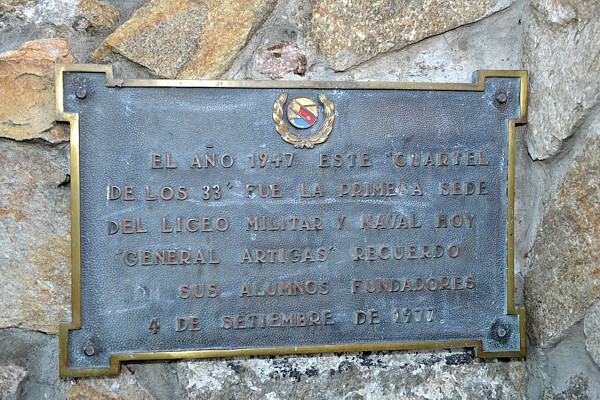 EL AÑO 1947 ESTE "CUARTEL
DE LOS 33" FUE LA PRIMERA SEDE
DEL LICEO MILITAR Y NAVAL HOY
"GENERAL ARTIGAS" RECUERDO
SUS ALUMNOS FUNDADORES
4 DE SETIEMBRE DE 1977